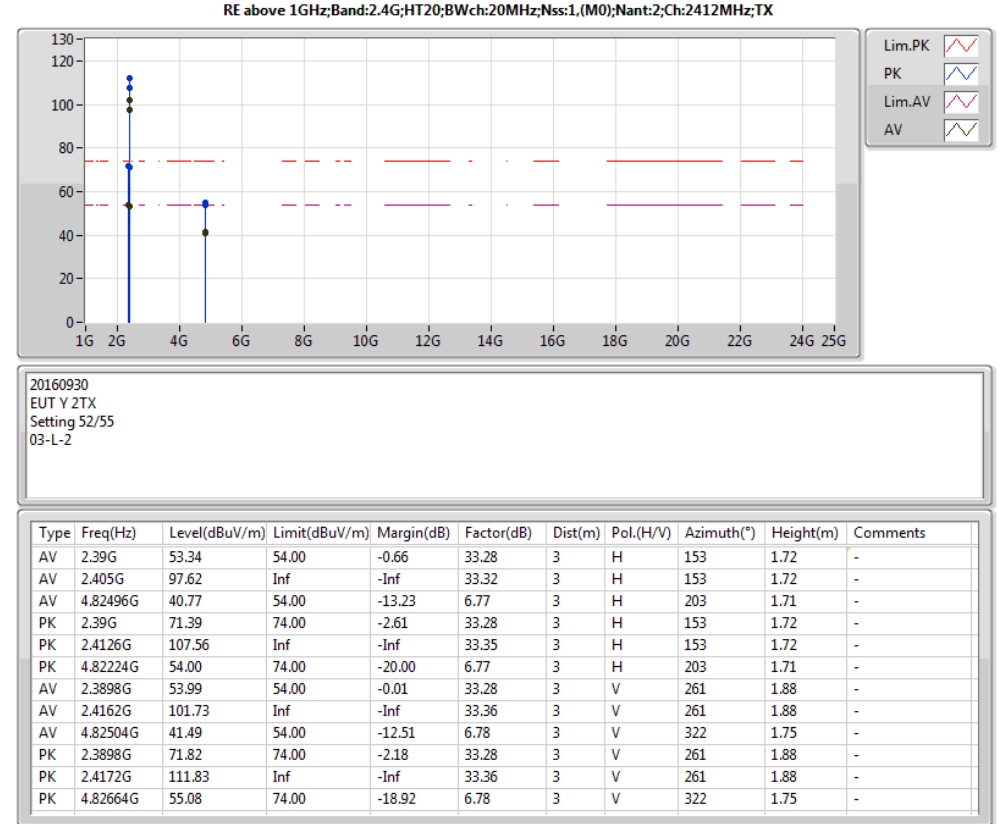 RE above 1GHz;Band:2.4G;HT20;BWch:20MHz;Nss:1,(M0);Nant:2;Ch:2412MHz;TX
130
120
100
80
60
40
20
0
1G 2G 4G 6G 8G 10G 12G 14G 16G 18G 20G 22G 24G 25G
Lim.PK
PK
Lim.AV
AV
20160930
EUT Y 2TX
Setting 52/55
03-L-2
Type Freq(Hz) Level(dBuV/m) Limit(dBuV/m) Margin(dB) Factor(dB) Dist(m) Pol.(H/V) Azimuth(°) Height(m) Comments
AV 2.39G 53.34 54.00 -0.66 33.28 3 H 153 1.72 -
AV 2.405G 97.62 Inf -Inf 33.32 3 H 153 1.72 -
AV 4.82496G 40.77 54.00 -13.23 6.77 3 H 203 1.71 -
PK 2.39G 71.39 74.00 -2.61 33.28 3 H 153 1.72 -
PK 2.4126G 107.56 Inf -Inf 33.35 3 H 153 1.72 -
PK 4.82224G 54.00 74.00 -20.00 6.77 3 H 203 1.71 -
AV 2.3898G 53.99 54.00 -0.01 33.28 3 V 261 1.88 -
AV 2.4162G 101.73 Inf -Inf 33.36 3 V 261 1.88 -
AV 4.82504G 41.49 54.00 -12.51 6.78 3 V 322 1.75 -
PK 2.3898G 71.82 74.00 -2.18 33.28 3 V 261 1.88 -
PK 2.4172G 111.83 Inf -Inf 33.36 3 V 261 1.88 -
PK 4.82664G 55.08 74.00 -18.92 6.78 3 V 322 1.75 -